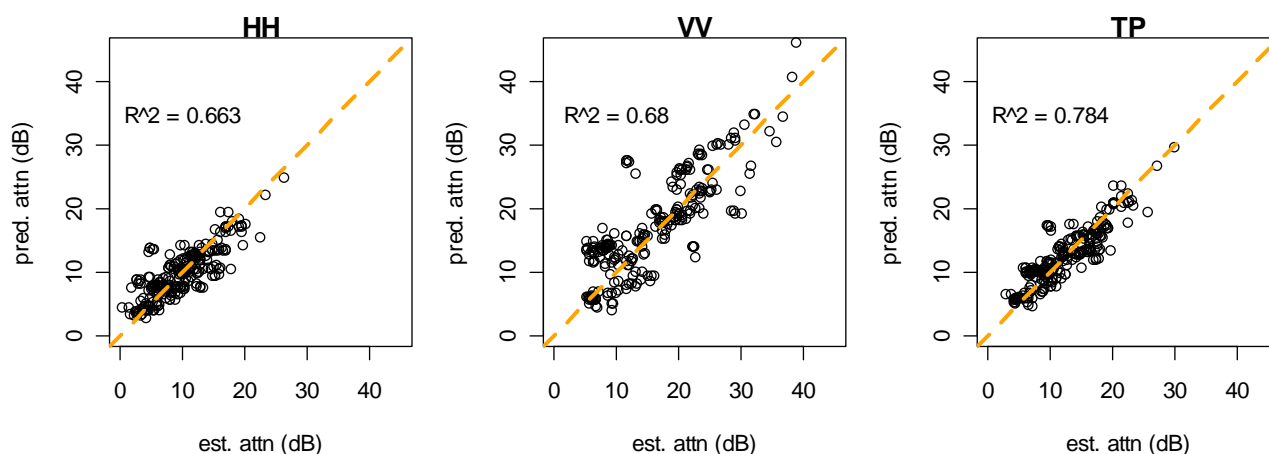 HH
pred. attn (dB)
40
30
20
10
0
R^2 = 0.663
0 10 20 30 40
est. attn (dB)
VV
pred. attn (dB)
40
30
20
10
0
R^2 = 0.68
0 10 20 30 40
est. attn (dB)
TP
pred. attn (dB)
40
30
20
10
0
R^2 = 0.784
0 10 20 30 40
est. attn (dB)